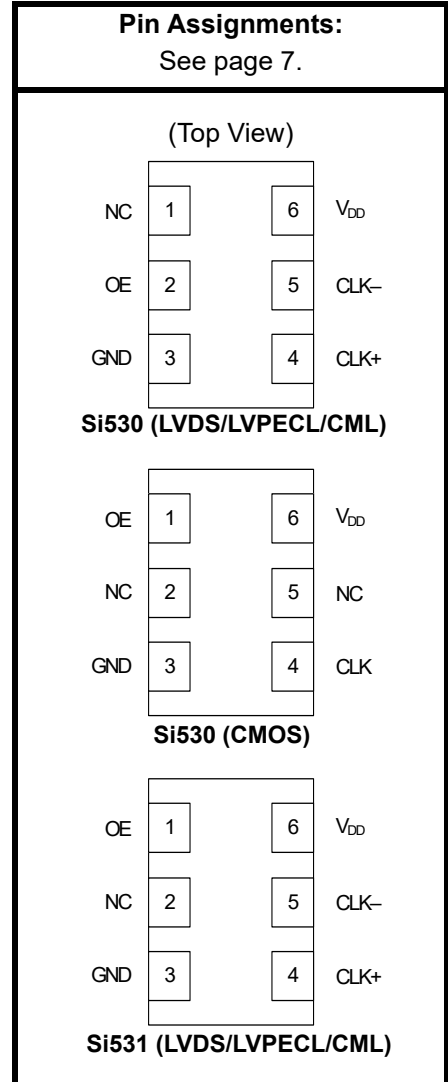 Pin Assignments:
See page 7.
(Top View)
NC 1 6 VDD
OE 2 5 CLK–
GND 3 4 CLK+
Si530 (LVDS/LVPECL/CML)
OE 1 6 VDD
NC 2 5 NC
GND 3 4 CLK
Si530 (CMOS)
OE 1 6 VDD
NC 2 5 CLK–
GND 3 4 CLK+
Si531 (LVDS/LVPECL/CML)